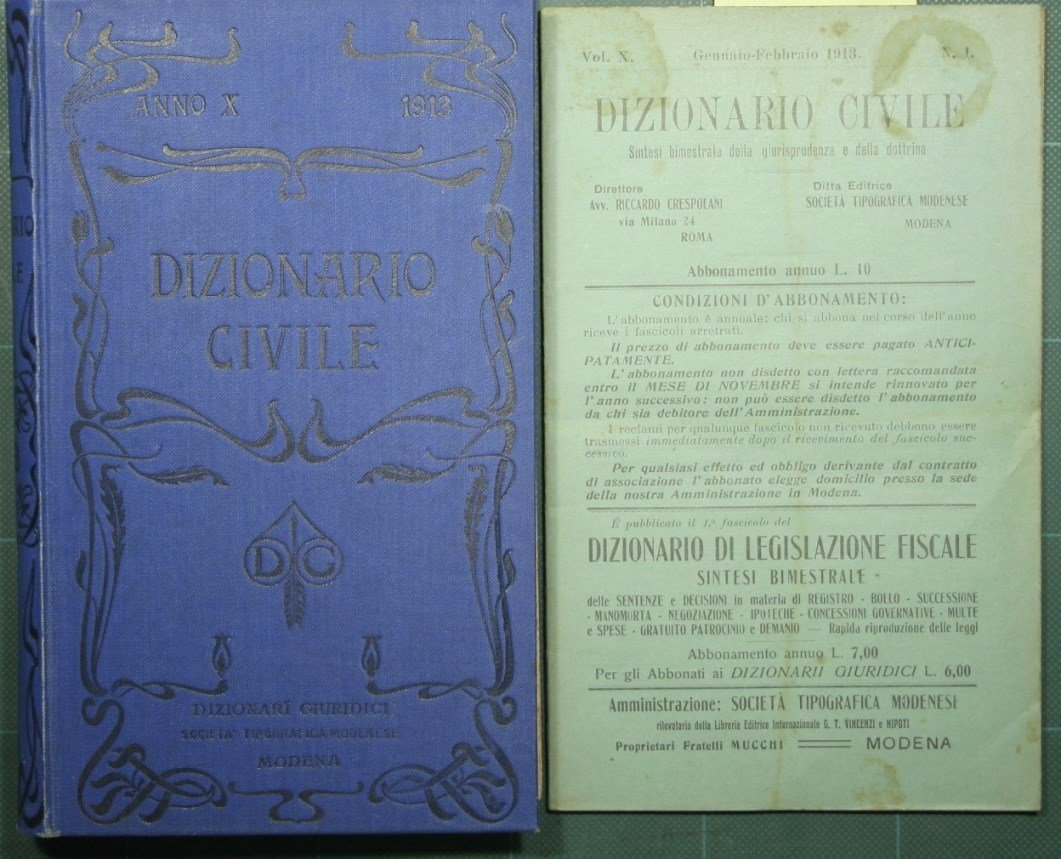 ANNO X 1913
DIZIONARIO
CIVILE
D G
DIZIONARÎ GIURIDICI
SOCIETÀ TIPOGRAFICA MODENESE
MODENA
RIO
LE
Vol. X. Gennaio-Febbraio 1913. N. 1.
DIZIONARIO CIVILE
Sintesi bimestrale della giurisprudenza e della dottrina
Direttore
Avv. RICCARDO CRESPOLANI
via Milano 24
ROMA
Ditta Editrice
SOCIETÀ TIPOGRAFICA MODENESE
MODENA
Abbonamento annuo L. 10
CONDIZIONI D'ABBONAMENTO:
L'abbonamento è annuale: chi si abbona nel corso dell'anno
riceve i fascicoli arretrati.
Il prezzo di abbonamento deve essere pagato ANTICI-
PATAMENTE.
L'abbonamento non disdetto con lettera raccomandata
entro il MESE DI NOVEMBRE si intende rinnovato per
l'anno successivo: non può essere disdetto l'abbonamento
da chi sia debitore dell'Amministrazione.
I reclami per qualunque fascicolo non ricevuto debbono essere
trasmessi immediatamente dopo il ricevimento del fascicolo suc-
cessivo.
Per qualsiasi effetto ed obbligo derivante dal contratto
di associazione l'abbonato elegge domicilio presso la sede
della nostra Amministrazione in Modena.
È pubblicato il 1.º fascicolo del
DIZIONARIO DI LEGISLAZIONE FISCALE
SINTESI BIMESTRALE
delle SENTENZE e DECISIONI in materia di REGISTRO - BOLLO - SUCCESSIONE
- MANOMORTA - NEGOZIAZIONE - IPOTECHE - CONCESSIONI GOVERNATIVE - MULTE
e SPESE - GRATUITO PATROCINIO e DEMANIO — Rapida riproduzione delle leggi
Abbonamento annuo L. 7,00
Per gli Abbonati ai DIZIONARII GIURIDICI L. 6,00
Amministrazione: SOCIETÀ TIPOGRAFICA MODENESE
rilevataria della Libreria Editrice Internazionale G. T. VINCENZI e NIPOTI
Proprietari Fratelli MUCCHI MODENA